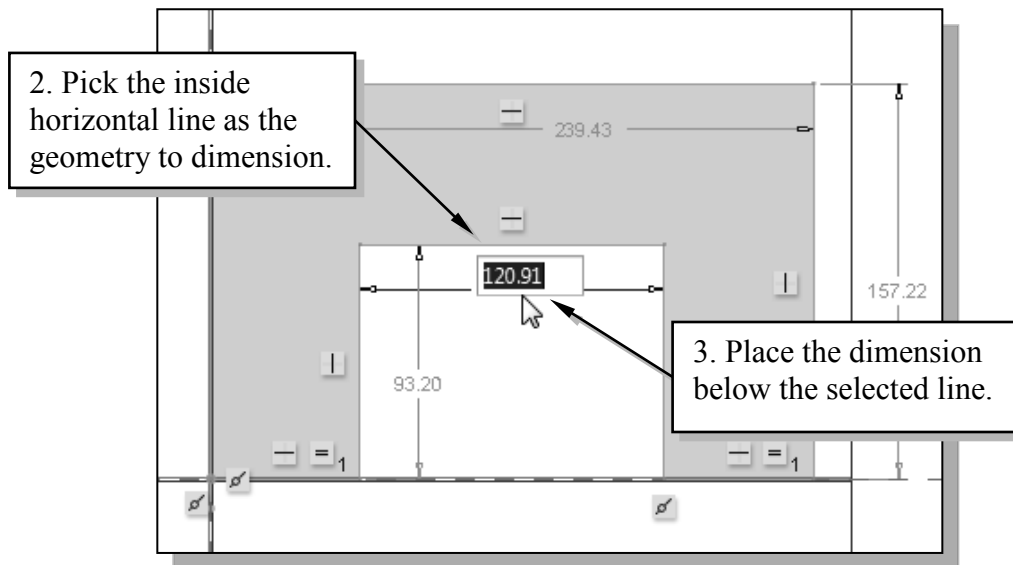 2. Pick the inside
horizontal line as the
geometry to dimension.
239.43
120.91
157.22
3. Place the dimension
below the selected line.
93.20
1
1